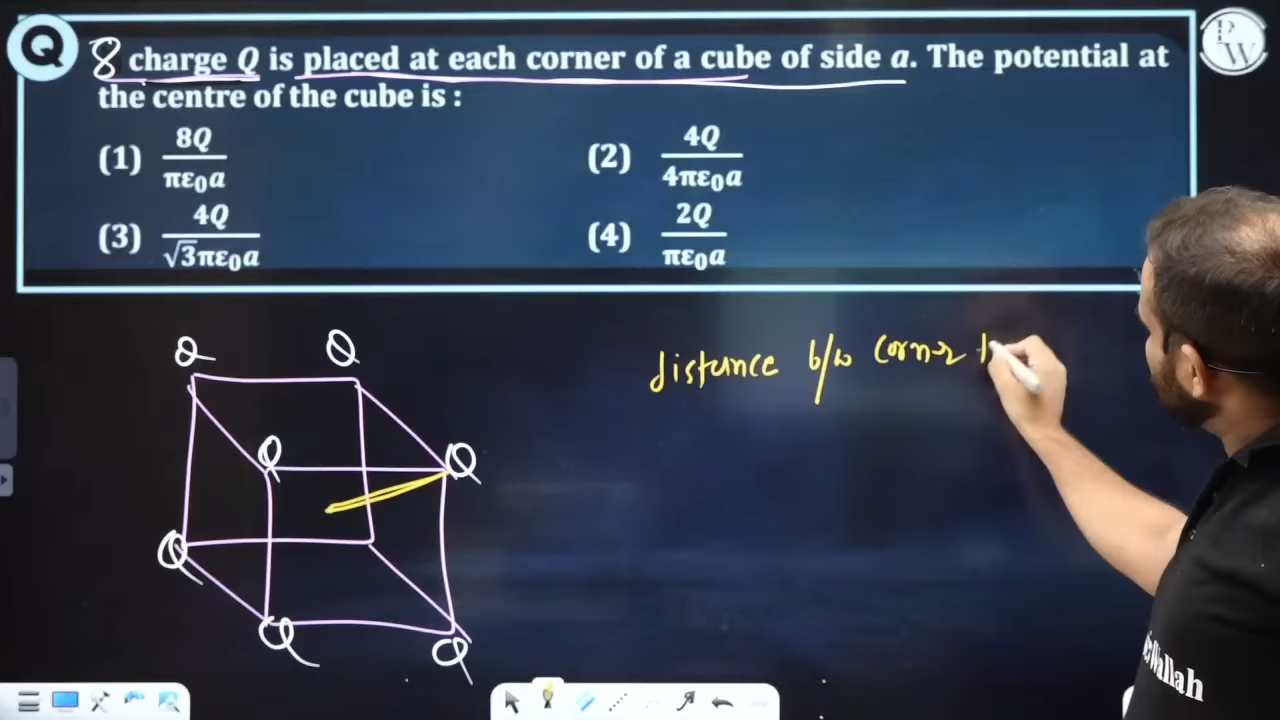 Q 8 charge Q is placed at each corner of a cube of side a. The potential at
the centre of the cube is :
(1) 8Q/πε₀a (2) 4Q/4πε₀a
(3) 4Q/√3πε₀a (4) 2Q/πε₀a
P
W
Q Q
distance b/w corner
Q Q
Q
Q Q
Wallah